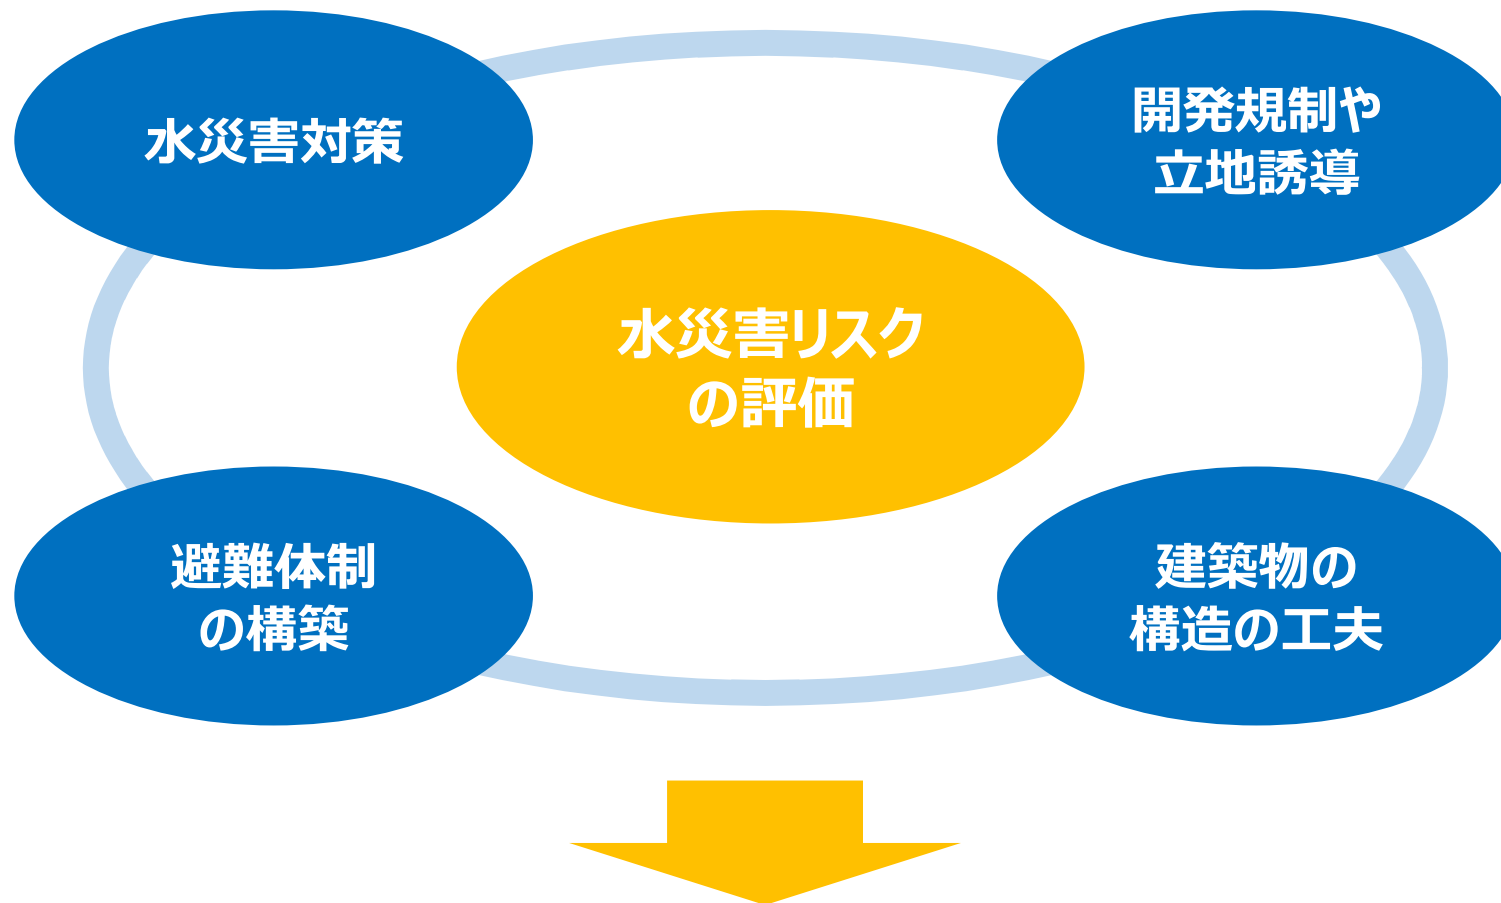 水災害対策
開発規制や
立地誘導
水災害リスク
の評価
避難体制
の構築
建築物の
構造の工夫